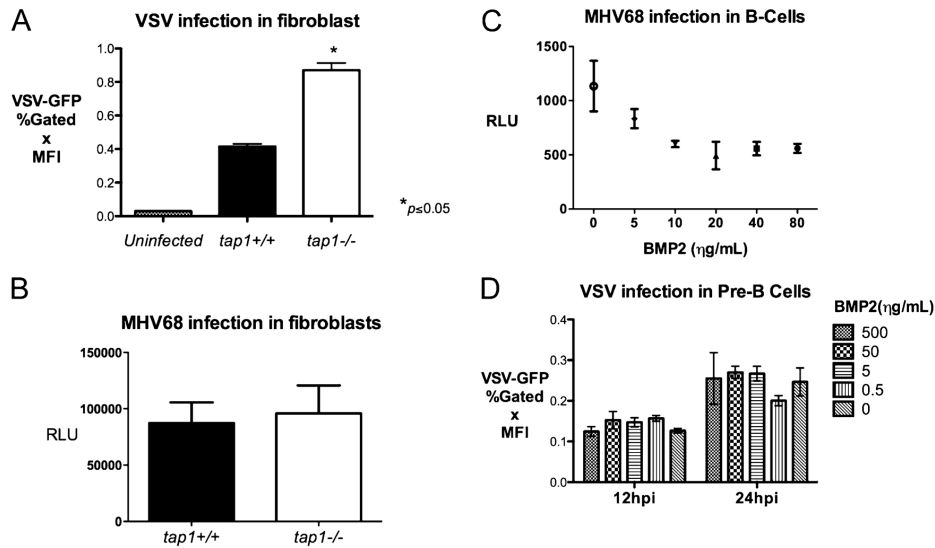 A
VSV infection in fibroblast
VSV-GFP
%Gated
x
MFI
1.0
0.8
0.6
0.4
0.2
0.0
*
*p≤0.05
Uninfected tap1+/+ tap1-/-
B
MHV68 infection in fibroblasts
RLU
150000
100000
50000
0
tap1+/+ tap1-/-
C
MHV68 infection in B-Cells
RLU
1500
1000
500
0
0 5 10 20 40 80
BMP2 (ηg/mL)
D
VSV infection in Pre-B Cells
VSV-GFP
%Gated
x
MFI
0.4
0.3
0.2
0.1
0.0
12hpi 24hpi
BMP2(ηg/mL)
500
50
5
0.5
0